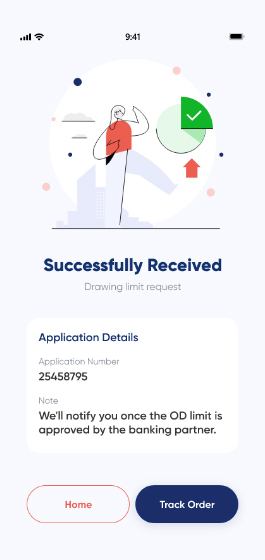 9:41
Successfully Received
Drawing limit request
Application Details
Application Number
25458795
Note
We'll notify you once the OD limit is
approved by the banking partner.
Home
Track Order